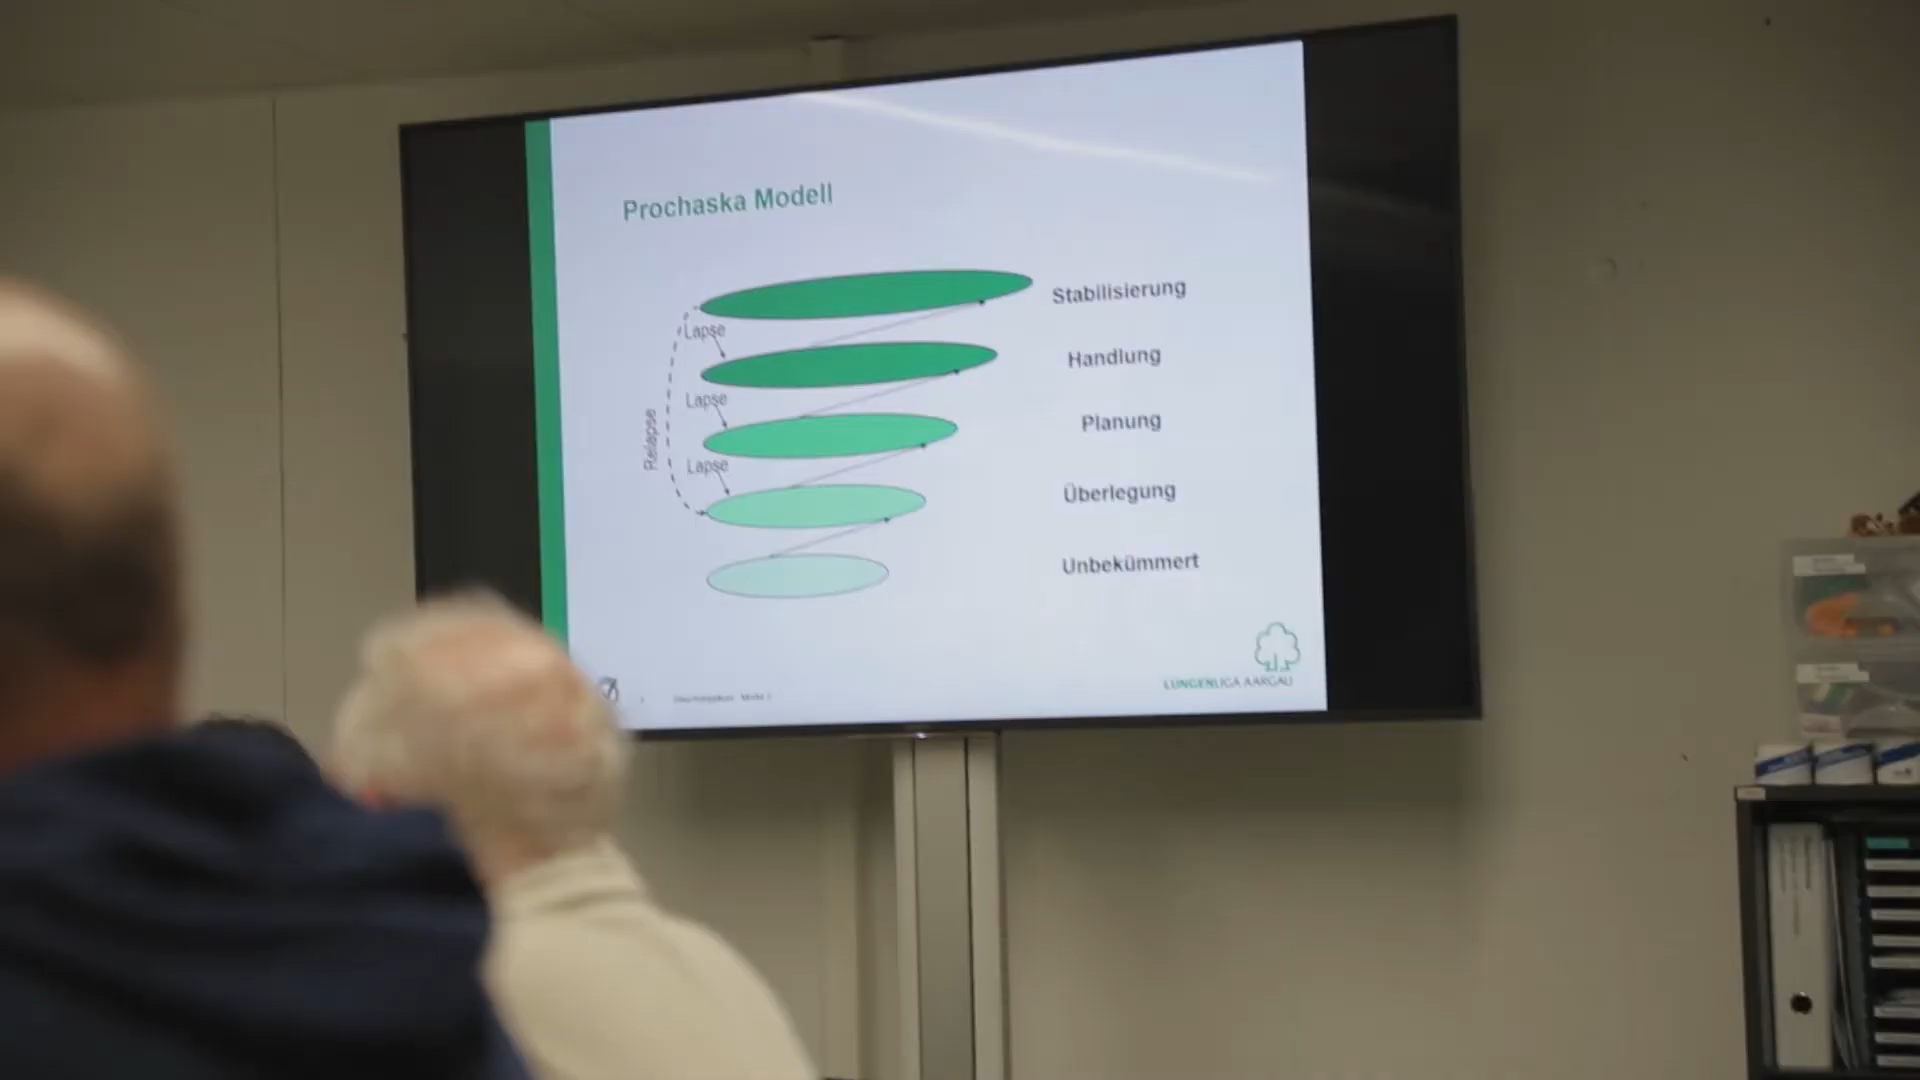 Prochaska Modell
Stabilisierung
Lapse
Handlung
Lapse
Planung
Relapse
Lapse
Überlegung
Unbekümmert
LUNGENLIGA AARGAU